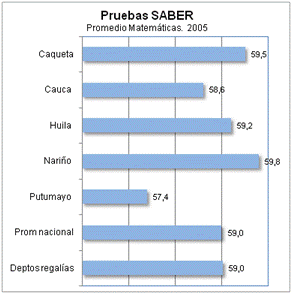 Pruebas SABER
Promedio Matemáticas. 2005
Caqueta 59,5
Cauca 58,6
Huila 59,2
Nariño 59,8
Putumayo 57,4
Prom nacional 59,0
Deptos regalías 59,0